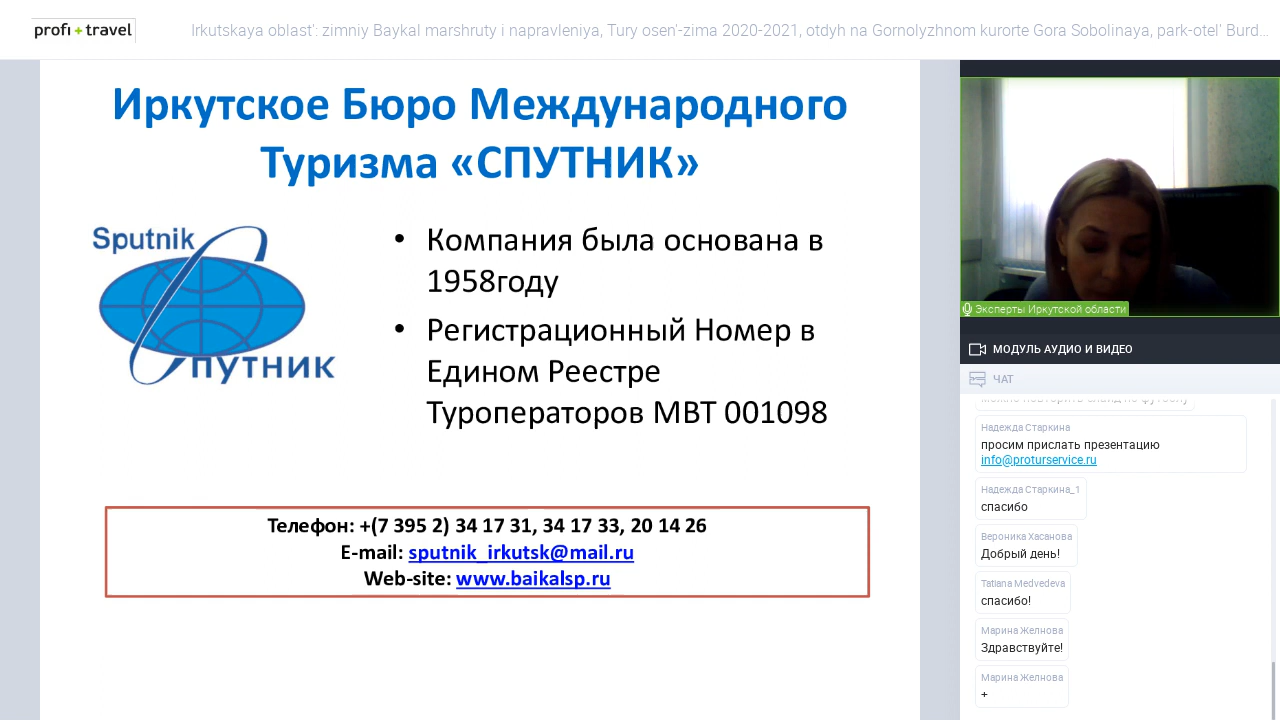 profi + travel
Irkutskaya oblast': zimniy Baykal marshruty i napravleniya, Tury osen'-zima 2020-2021, otdyh na Gornolyzhnom kurorte Gora Sobolinaya, park-otel' Burd...
Иркутское Бюро Международного
Туризма «СПУТНИК»
Sputnik
Спутник
• Компания была основана в
1958году
• Регистрационный Номер в
Едином Реестре
Туроператоров МВТ 001098
Телефон: +(7 395 2) 34 17 31, 34 17 33, 20 14 26
E-mail: sputnik_irkutsk@mail.ru
Web-site: www.baikalsp.ru
Эксперты Иркутской области
МОДУЛЬ АУДИО И ВИДЕО
ЧАТ
Надежда Старкина
просим прислать презентацию
info@proturservice.ru
Надежда Старкина_1
спасибо
Вероника Хасанова
Добрый день!
Tatiana Medvedeva
спасибо!
Марина Желнова
Здравствуйте!
Марина Желнова
+